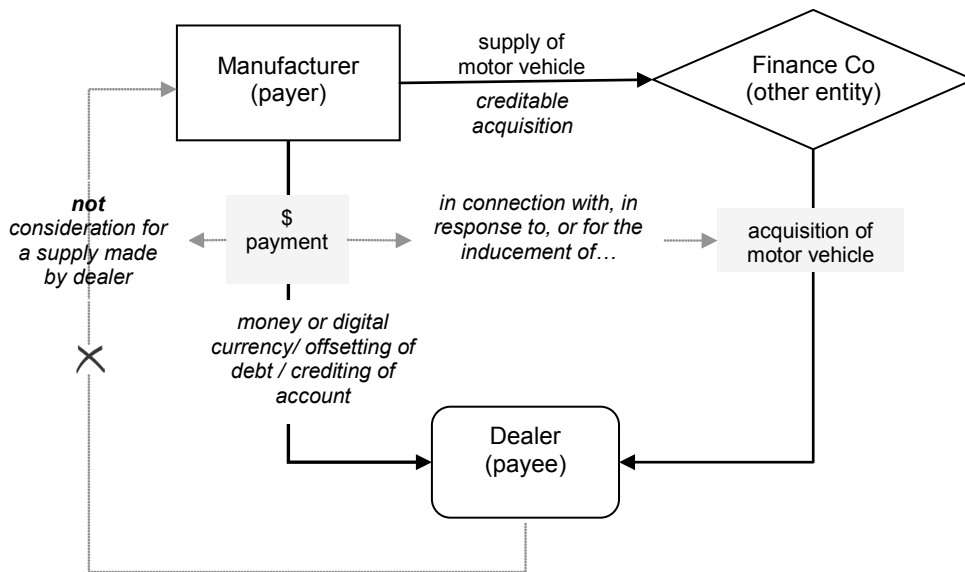 Manufacturer
(payer)
supply of
motor vehicle
creditable
acquisition
Finance Co
(other entity)
not
consideration for
a supply made
by dealer
$
payment
in connection with, in
response to, or for the
inducement of…
acquisition of
motor vehicle
money or digital
currency/ offsetting of
debt / crediting of
account
Dealer
(payee)